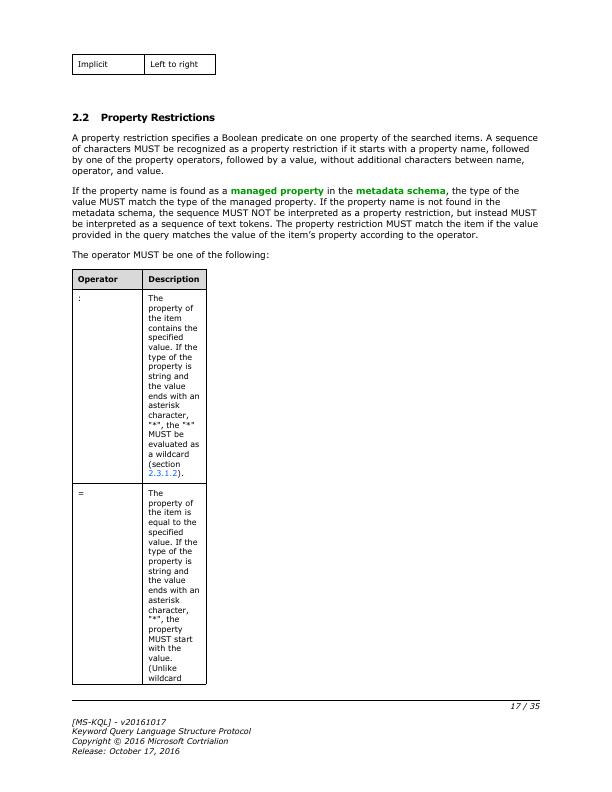 Implicit Left to right
2.2 Property Restrictions
A property restriction specifies a Boolean predicate on one property of the searched items. A sequence
of characters MUST be recognized as a property restriction if it starts with a property name, followed
by one of the property operators, followed by a value, without additional characters between name,
operator, and value.
If the property name is found as a managed property in the metadata schema, the type of the
value MUST match the type of the managed property. If the property name is not found in the
metadata schema, the sequence MUST NOT be interpreted as a property restriction, but instead MUST
be interpreted as a sequence of text tokens. The property restriction MUST match the item if the value
provided in the query matches the value of the item's property according to the operator.
The operator MUST be one of the following:
Operator Description
: The
property of
the item
contains the
specified
value. If the
type of the
property is
string and
the value
ends with an
asterisk
character,
"*", the "*"
MUST be
evaluated as
a wildcard
(section
2.3.1.2).
= The
property of
the item is
equal to the
specified
value. If the
type of the
property is
string and
the value
ends with an
asterisk
character,
"*", the
property
MUST start
with the
value.
(Unlike
wildcard
17 / 35
[MS-KQL] - v20161017
Keyword Query Language Structure Protocol
Copyright © 2016 Microsoft Cortrialion
Release: October 17, 2016